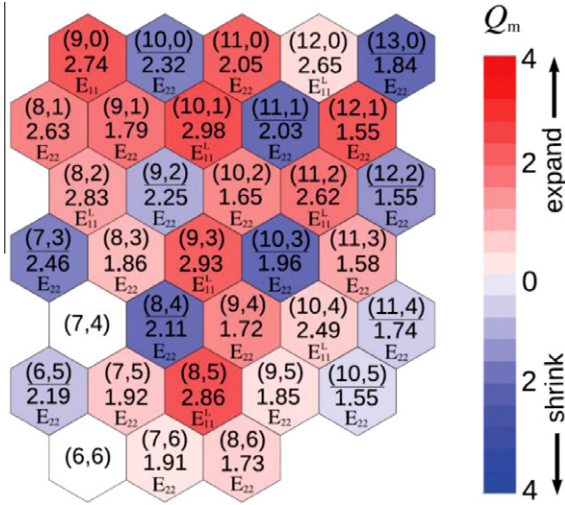 Qm
(9,0) (10,0) (11,0) (12,0) (13,0)
2.74 2.32 2.05 2.65 1.84
E11 E22 E22 E11^L E22
(8,1) (9,1) (10,1) (11,1) (12,1)
2.63 1.79 2.98 2.03 1.55
E22 E22 E11^L E22 E22
(8,2) (9,2) (10,2) (11,2) (12,2)
2.83 2.25 1.65 2.62 1.55
E11^L E22 E22 E11^L E22
(7,3) (8,3) (9,3) (10,3) (11,3)
2.46 1.86 2.93 1.96 1.58
E22 E22 E11^L E22 E22
(7,4) (8,4) (9,4) (10,4) (11,4)
2.11 1.72 2.49 1.74
E22 E22 E11^L E22
(6,5) (7,5) (8,5) (9,5) (10,5)
2.19 1.92 2.86 1.85 1.55
E22 E22 E11^L E22 E22
(6,6) (7,6) (8,6)
1.91 1.73
E22 E22
4
2
0
2
4
expand
shrink